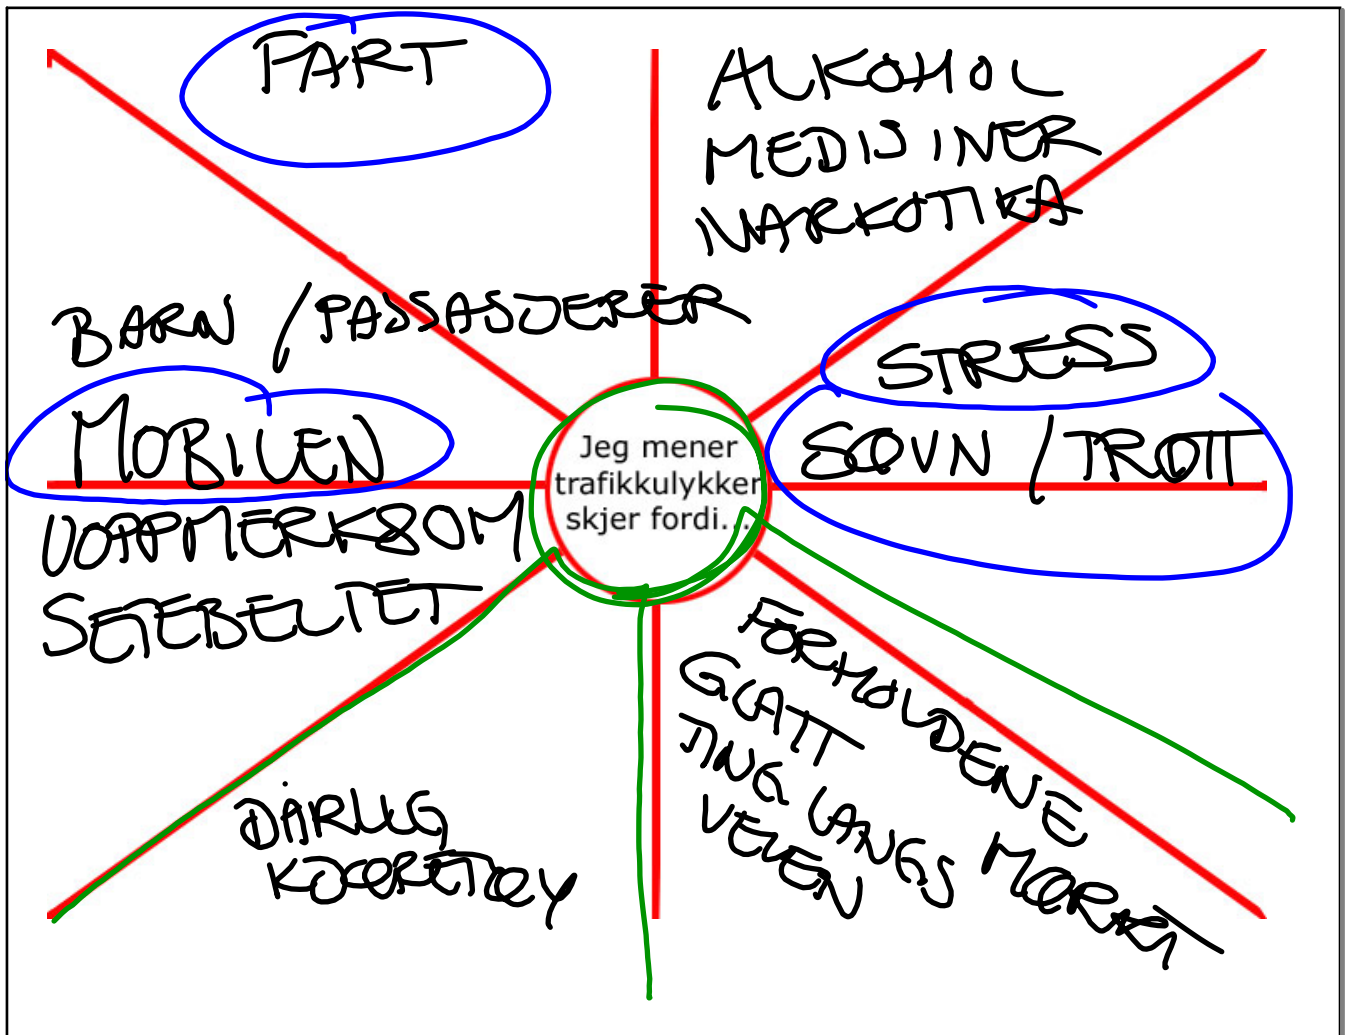 FART
ALKOHOL
MEDISINER
NARKOTIKA
BARN / PASSASJERER
MOBILEN
UOPPMERKSOM
SETEBELTET
STRESS
SØVN / TRØTT
Jeg mener
trafikkulykker
skjer fordi...
FORHOLDENE
GLATT
TING LANGS
VEIEN
MØRKT
DÅRLIG
KJØRETØY